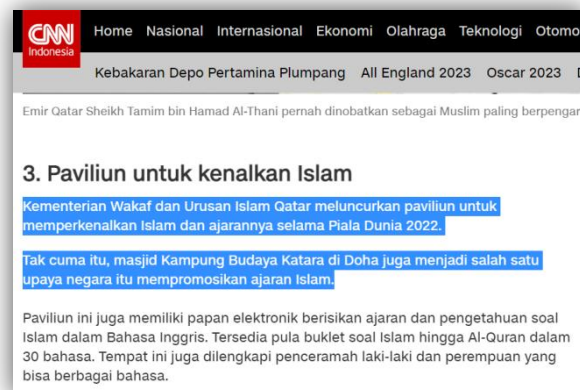 CNN
Indonesia
Home Nasional Internasional Ekonomi Olahraga Teknologi Otomo
Kebakaran Depo Pertamina Plumpang All England 2023 Oscar 2023
Emir Qatar Sheikh Tamim bin Hamad Al-Thani pernah dinobatkan sebagai Muslim paling berpengar
3. Paviliun untuk kenalkan Islam
Kementerian Wakaf dan Urusan Islam Qatar meluncurkan paviliun untuk
memperkenalkan Islam dan ajarannya selama Piala Dunia 2022.
Tak cuma itu, masjid Kampung Budaya Katara di Doha juga menjadi salah satu
upaya negara itu mempromosikan ajaran Islam.
Paviliun ini juga memiliki papan elektronik berisikan ajaran dan pengetahuan soal
Islam dalam Bahasa Inggris. Tersedia pula buklet soal Islam hingga Al-Quran dalam
30 bahasa. Tempat ini juga dilengkapi penceramah laki-laki dan perempuan yang
bisa berbagai bahasa.